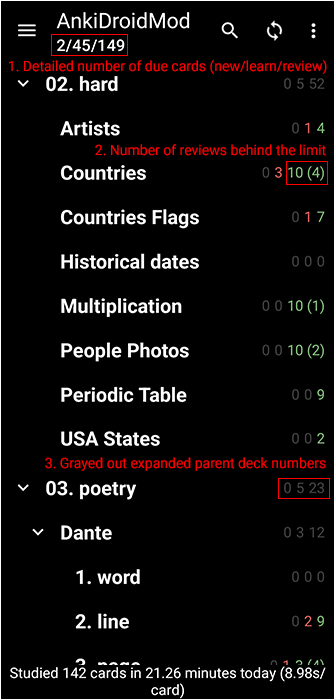 AnkiDroidMod
2/45/149
1. Detailed number of due cards (new/learn/review)
02. hard 0 5 52
Artists 0 1 4
2. Number of reviews behind the limit
Countries 0 3 10 (4)
Countries Flags 0 1 7
Historical dates 0 0 0
Multiplication 0 0 10 (1)
People Photos 0 0 10 (2)
Periodic Table 0 0 9
USA States 0 0 2
3. Grayed out expanded parent deck numbers
03. poetry 0 5 23
Dante 0 3 12
1. word 0 0 0
2. line 0 2 9
Studied 142 cards in 21.26 minutes today (8.98s/
card)